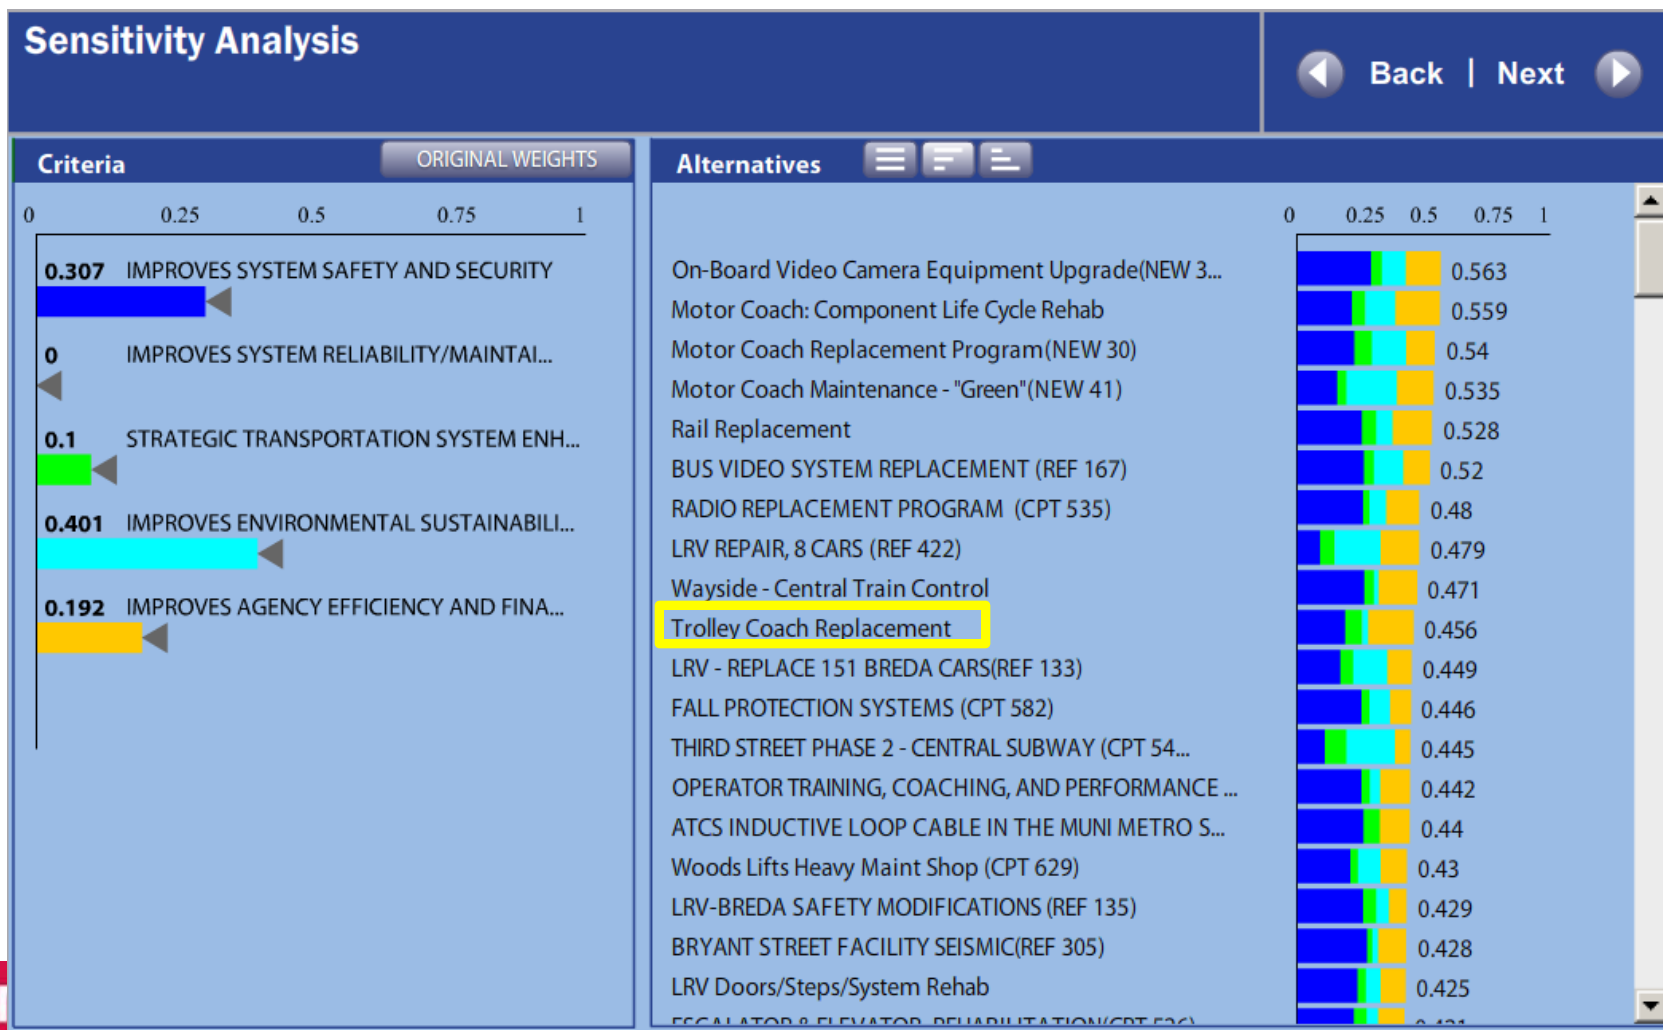 Sensitivity Analysis
Back | Next
Criteria
ORIGINAL WEIGHTS
0 0.25 0.5 0.75 1
0.307 IMPROVES SYSTEM SAFETY AND SECURITY
0 IMPROVES SYSTEM RELIABILITY/MAINTAI...
0.1 STRATEGIC TRANSPORTATION SYSTEM ENH...
0.401 IMPROVES ENVIRONMENTAL SUSTAINABILI...
0.192 IMPROVES AGENCY EFFICIENCY AND FINA...
Alternatives
0 0.25 0.5 0.75 1
On-Board Video Camera Equipment Upgrade(NEW 3... 0.563
Motor Coach: Component Life Cycle Rehab 0.559
Motor Coach Replacement Program(NEW 30) 0.54
Motor Coach Maintenance - "Green"(NEW 41) 0.535
Rail Replacement 0.528
BUS VIDEO SYSTEM REPLACEMENT (REF 167) 0.52
RADIO REPLACEMENT PROGRAM (CPT 535) 0.48
LRV REPAIR, 8 CARS (REF 422) 0.479
Wayside - Central Train Control 0.471
Trolley Coach Replacement 0.456
LRV - REPLACE 151 BREDA CARS(REF 133) 0.449
FALL PROTECTION SYSTEMS (CPT 582) 0.446
THIRD STREET PHASE 2 - CENTRAL SUBWAY (CPT 54... 0.445
OPERATOR TRAINING, COACHING, AND PERFORMANCE ... 0.442
ATCS INDUCTIVE LOOP CABLE IN THE MUNI METRO S... 0.44
Woods Lifts Heavy Maint Shop (CPT 629) 0.43
LRV-BREDA SAFETY MODIFICATIONS (REF 135) 0.429
BRYANT STREET FACILITY SEISMIC(REF 305) 0.428
LRV Doors/Steps/System Rehab 0.425
ESCALATOR & ELEVATOR REHABILITATION(CPT 526) 0.421